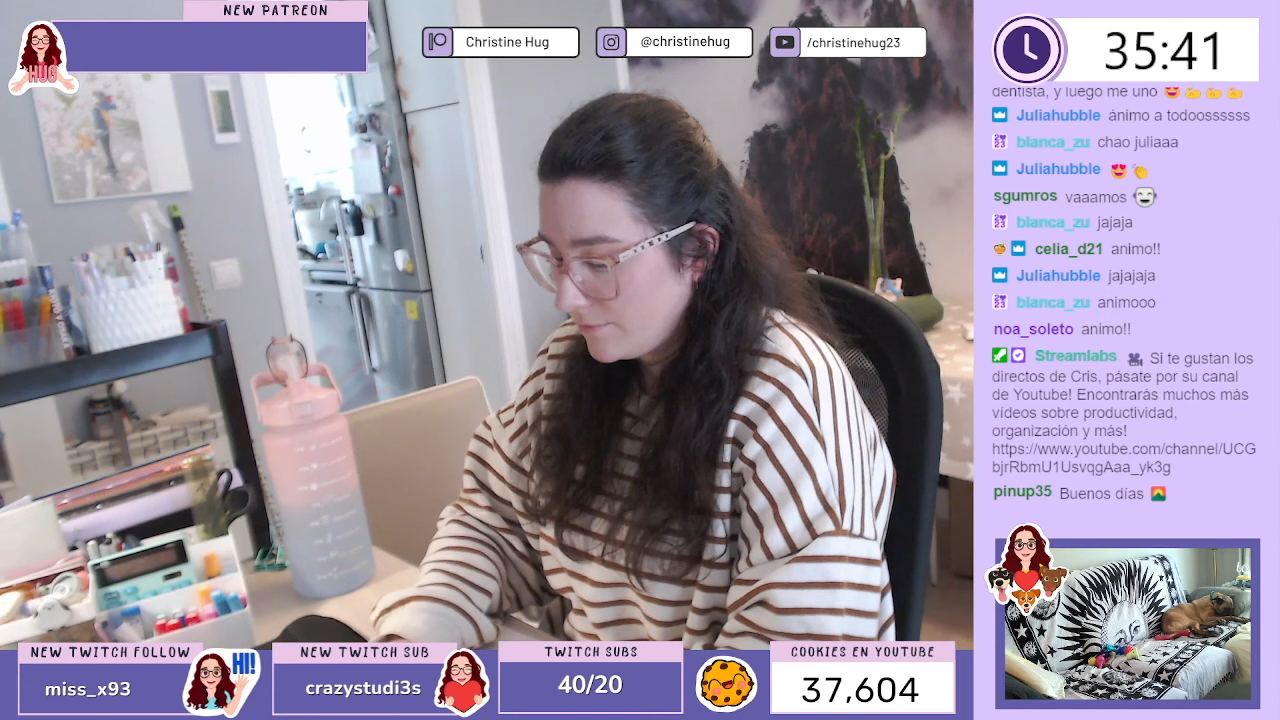 NEW PATREON
HUG
Christine Hug
@christinehug
/christinehug23
35:41
dentista, y luego me uno
Juliahubble ánimo a todoossssss
blanca_zu chao juliaaa
Juliahubble
sgumros vaaamos
blanca_zu jajaja
celia_d21 animo!!
Juliahubble jajajaja
blanca_zu animooo
noa_soleto animo!!
Streamlabs Si te gustan los
directos de Cris, pásate por su canal
de Youtube! Encontrarás muchos más
vídeos sobre productividad,
organización y más!
https://www.youtube.com/channel/UCG
bjrRbmU1UsvqgAaa_yk3g
pinup35 Buenos días
NEW TWITCH FOLLOW
miss_x93
HI!
NEW TWITCH SUB
crazystudi3s
TWITCH SUBS
40/20
COOKIES EN YOUTUBE
37,604